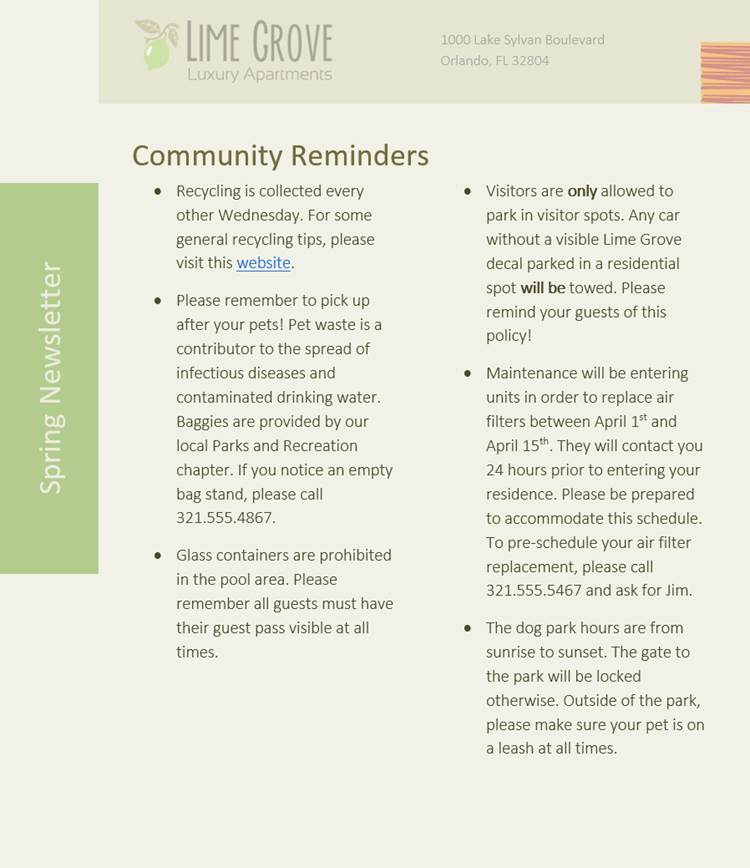 LIME GROVE
Luxury Apartments
1000 Lake Sylvan Boulevard
Orlando, FL 32804
Spring Newsletter
Community Reminders
• Recycling is collected every
other Wednesday. For some
general recycling tips, please
visit this website.
• Please remember to pick up
after your pets! Pet waste is a
contributor to the spread of
infectious diseases and
contaminated drinking water.
Baggies are provided by our
local Parks and Recreation
chapter. If you notice an empty
bag stand, please call
321.555.4867.
• Glass containers are prohibited
in the pool area. Please
remember all guests must have
their guest pass visible at all
times.
• Visitors are only allowed to
park in visitor spots. Any car
without a visible Lime Grove
decal parked in a residential
spot will be towed. Please
remind your guests of this
policy!
• Maintenance will be entering
units in order to replace air
filters between April 1st and
April 15th. They will contact you
24 hours prior to entering your
residence. Please be prepared
to accommodate this schedule.
To pre-schedule your air filter
replacement, please call
321.555.5467 and ask for Jim.
• The dog park hours are from
sunrise to sunset. The gate to
the park will be locked
otherwise. Outside of the park,
please make sure your pet is on
a leash at all times.